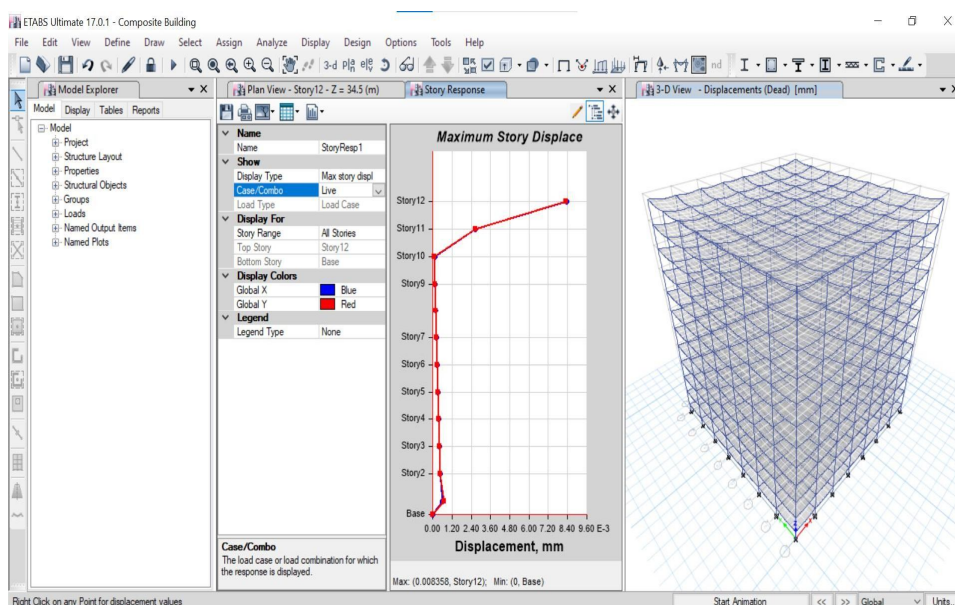 ETABS Ultimate 17.0.1 - Composite Building
File Edit View Define Draw Select Assign Analyze Display Design Options Tools Help
3-d nd
Model Explorer
Model Display Tables Reports
Model
Project
Structure Layout
Properties
Structural Objects
Groups
Loads
Named Output Items
Named Plots
Plan View - Story12 - Z = 34.5 (m)
Story Response
Name
Name StoryResp1
Show
Display Type Max story displ
Case/Combo Live
Load Type Load Case
Display For
Story Range All Stories
Top Story Story12
Bottom Story Base
Display Colors
Global X Blue
Global Y Red
Legend
Legend Type None
Case/Combo
The load case or load combination for which
the response is displayed.
Maximum Story Displace
Story12
Story11
Story10
Story9
Story7
Story6
Story5
Story4
Story3
Story2
Base
0.00 1.20 2.40 3.60 4.80 6.00 7.20 8.40 9.60 E-3
Displacement, mm
Max: (0.008358, Story12); Min: (0, Base)
3-D View - Displacements (Dead) [mm]
Right Click on any Point for displacement values
Start Animation << >> Global Units...